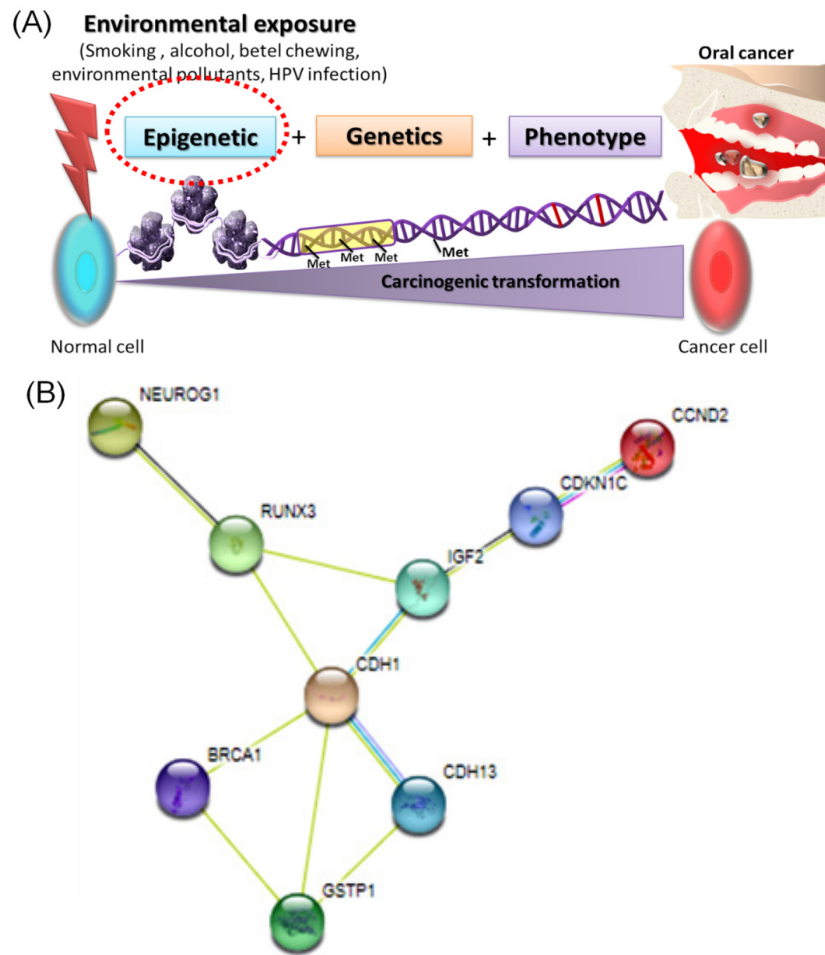 (A)
Environmental exposure
(Smoking , alcohol, betel chewing,
environmental pollutants, HPV infection)
Oral cancer
Epigenetic + Genetics + Phenotype
Met Met Met Met
Carcinogenic transformation
Normal cell
Cancer cell
(B)
NEUROG1
CCND2
CDKN1C
RUNX3
IGF2
CDH1
BRCA1
CDH13
GSTP1